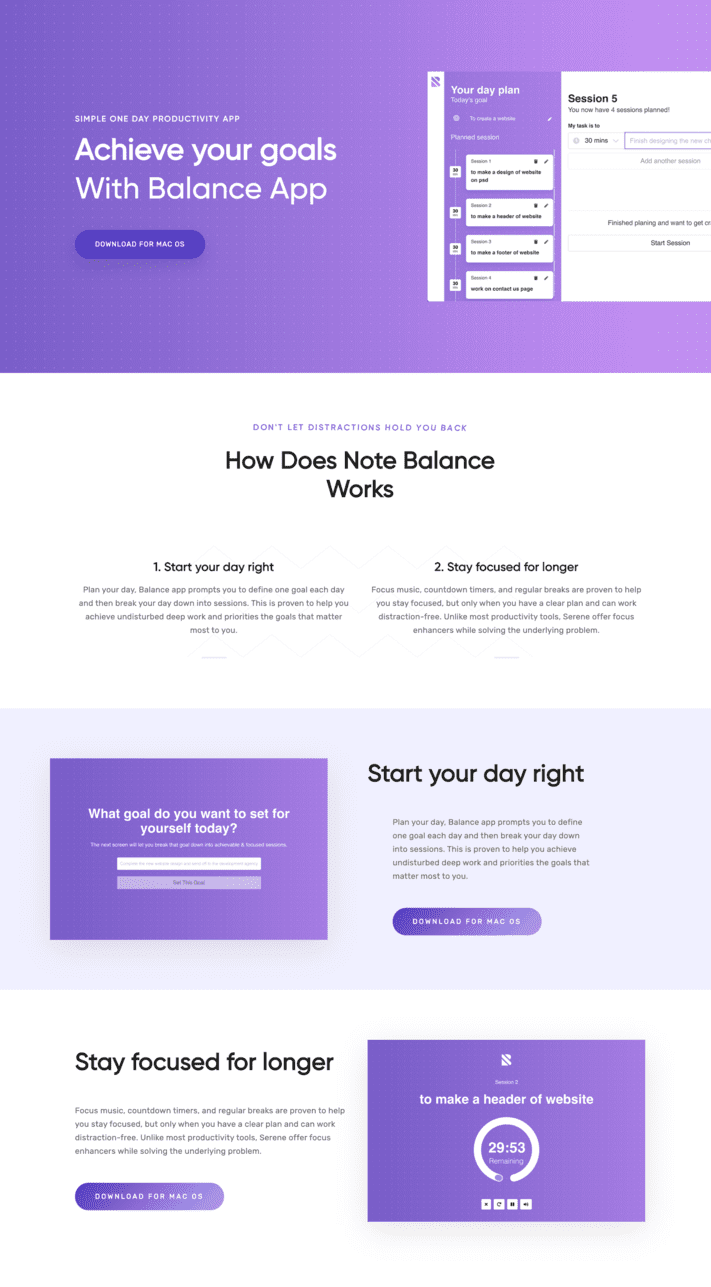 SIMPLE ONE DAY PRODUCTIVITY APP
Achieve your goals
With Balance App
DOWNLOAD FOR MAC OS
Your day plan
Today's goal
To create a website
Planned session
30
Session 1
to make a design of website
on psd
30
Session 2
to make a header of website
30
Session 3
to make a footer of website
30
Session 4
work on contact us page
Session 5
You now have 4 sessions planned!
My task is to
30 mins
Finish designing the new ch
Add another session
Finished planing and want to get cr
Start Session
DON'T LET DISTRACTIONS HOLD YOU BACK
How Does Note Balance
Works
1. Start your day right
Plan your day, Balance app prompts you to define one goal each day
and then break your day down into sessions. This is proven to help you
achieve undisturbed deep work and priorities the goals that matter
most to you.
2. Stay focused for longer
Focus music, countdown timers, and regular breaks are proven to help
you stay focused, but only when you have a clear plan and can work
distraction-free. Unlike most productivity tools, Serene offer focus
enhancers while solving the underlying problem.
What goal do you want to set for
yourself today?
The next screen will let you break that goal down into achievable & focused sessions.
Set This Goal
Start your day right
Plan your day, Balance app prompts you to define
one goal each day and then break your day down
into sessions. This is proven to help you achieve
undisturbed deep work and priorities the goals that
matter most to you.
DOWNLOAD FOR MAC OS
Stay focused for longer
Focus music, countdown timers, and regular breaks are proven to help
you stay focused, but only when you have a clear plan and can work
distraction-free. Unlike most productivity tools, Serene offer focus
enhancers while solving the underlying problem.
DOWNLOAD FOR MAC OS
Session 2
to make a header of website
29:53
Remaining